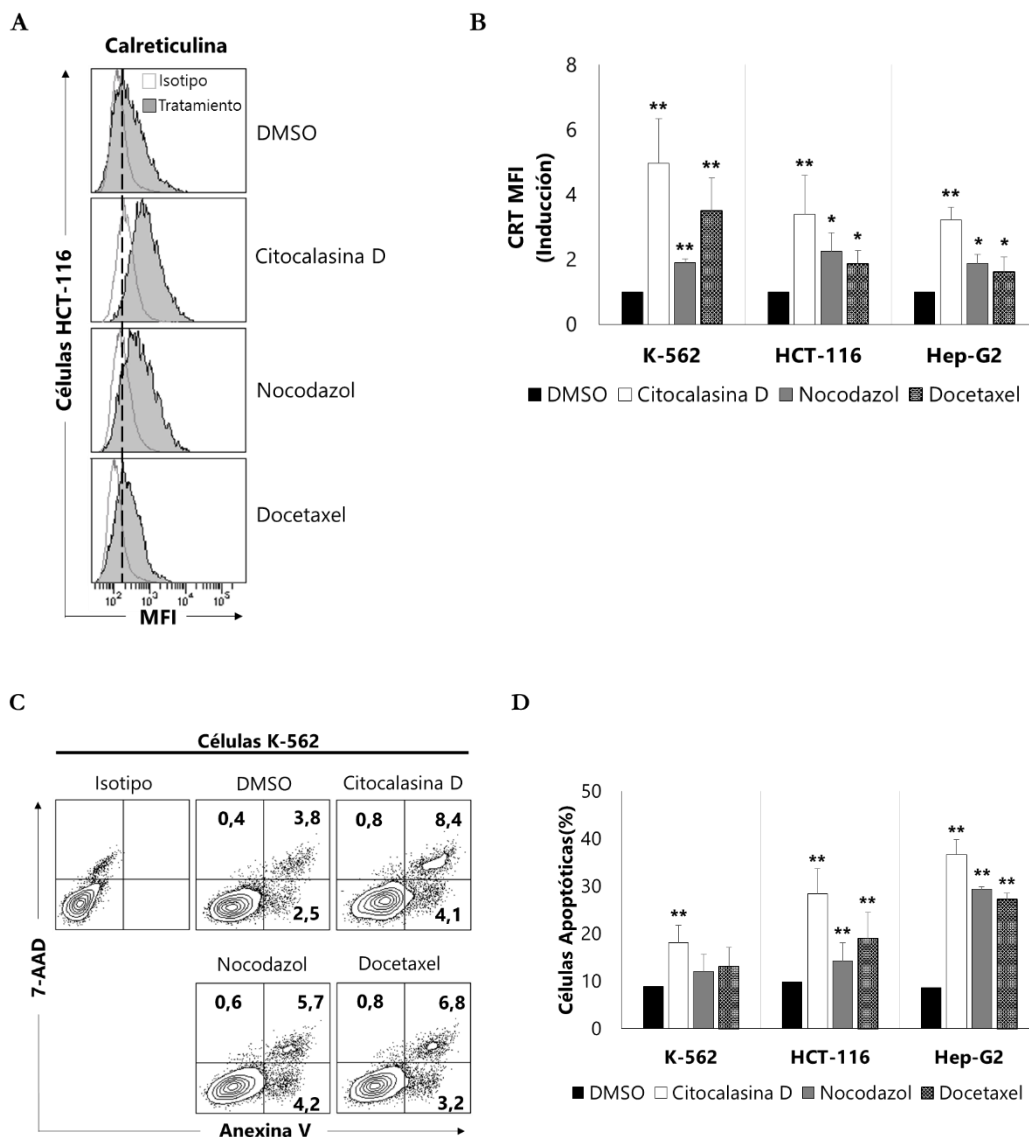 A
Calreticulina
Isotipo
Tratamiento
DMSO
Citocalasina D
Nocodazol
Docetaxel
Células HCT-116
10² 10³ 10⁴ 10⁵
MFI
B
CRT MFI
(Inducción)
8
6
4
2
0
** ** **
** * *
** * *
K-562 HCT-116 Hep-G2
DMSO Citocalasina D Nocodazol Docetaxel
C
Células K-562
Isotipo DMSO Citocalasina D
0,4 3,8 0,8 8,4
2,5 4,1
Nocodazol Docetaxel
0,6 5,7 0,8 6,8
4,2 3,2
7-AAD
Anexina V
D
Células Apoptóticas(%)
50
40
30
20
10
0
**
** ** **
** ** **
K-562 HCT-116 Hep-G2
DMSO Citocalasina D Nocodazol Docetaxel